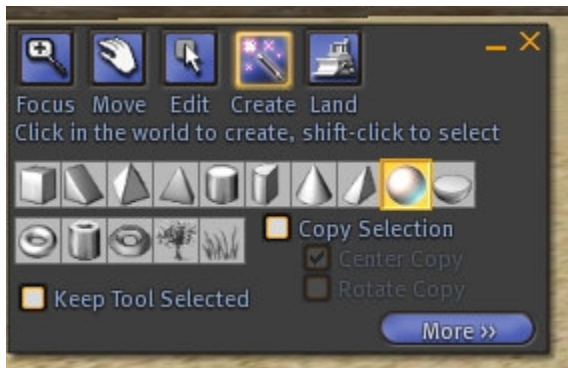 Focus Move Edit Create Land
Click in the world to create, shift-click to select
Copy Selection
Center Copy
Rotate Copy
Keep Tool Selected
More >>